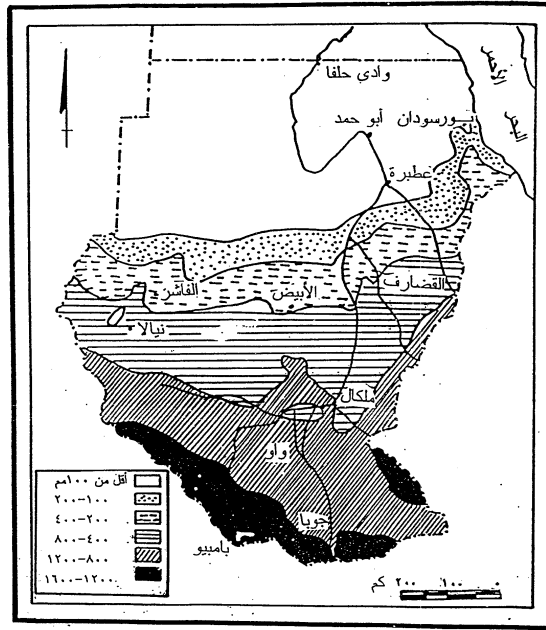 البحر الأحمر
وادي حلفا
بورسودان
أبو حمد
عطبرة
القضارف
الأبيض
الفاشر
نيالا
ملكال
واو
جوبا
يامبيو
أقل من ١٠٠مم
١٠٠-٢٠٠
٢٠٠-٤٠٠
٤٠٠-٨٠٠
٨٠٠-١٢٠٠
١٢٠٠-١٦٠٠
٠ ١٠٠ ٢٠٠ كم